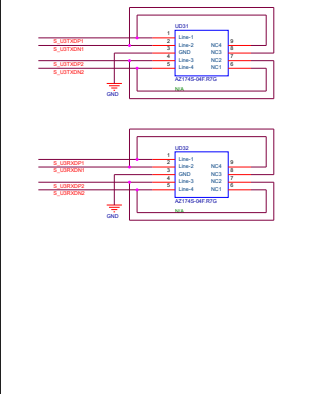 UD31
S_U3TXDP1 1 Line-1
S_U3TXDN1 2 Line-2 NC4 9
3 GND NC3 8
S_U3TXDP2 4 Line-3 NC2 7
S_U3TXDN2 5 Line-4 NC1 6
AZ174S-04F.R7G
N/A
GND
UD32
S_U3RXDP1 1 Line-1
S_U3RXDN1 2 Line-2 NC4 9
3 GND NC3 8
S_U3RXDP2 4 Line-3 NC2 7
S_U3RXDN2 5 Line-4 NC1 6
AZ174S-04F.R7G
N/A
GND